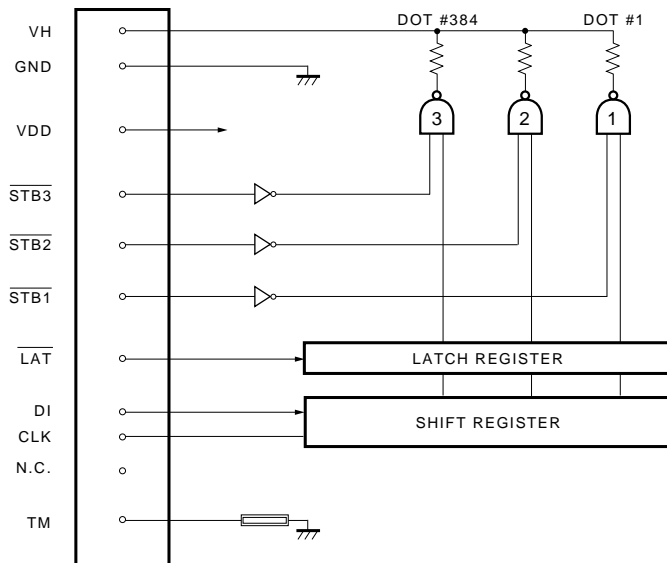 DOT #384 DOT #1
VH
GND
VDD
3 2 1
STB3
STB2
STB1
LAT
LATCH REGISTER
DI
SHIFT REGISTER
CLK
N.C.
TM